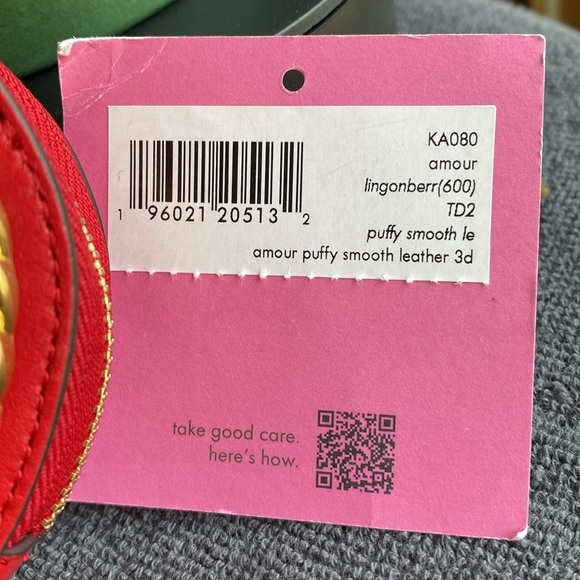 KA080
amour
lingonberr(600)
TD2
puffy smooth le
amour puffy smooth leather 3d
1 96021 20513 2
take good care.
here's how.